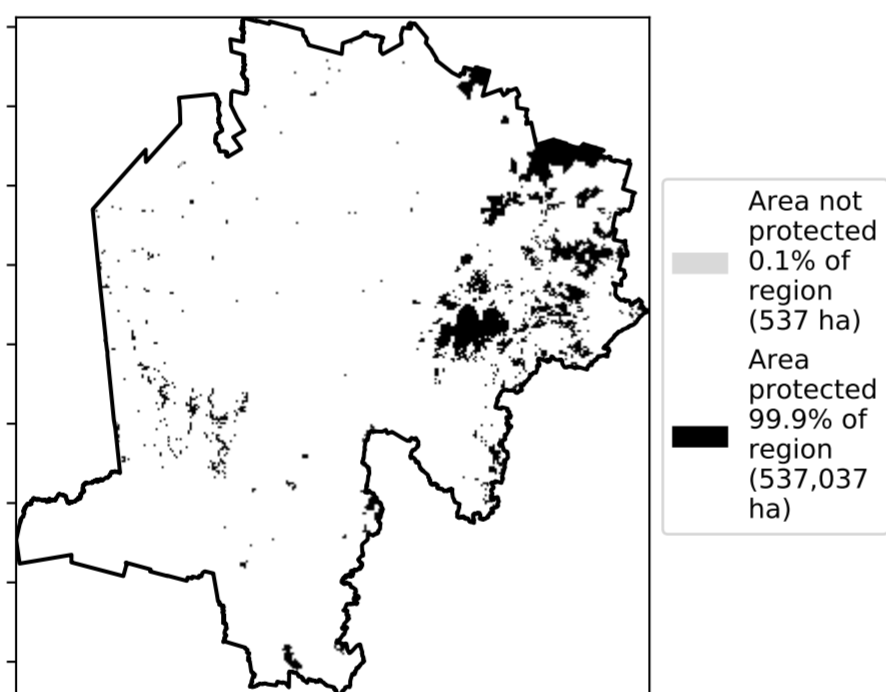 Area not
protected
0.1% of
region
(537 ha)
Area
protected
99.9% of
region
(537,037
ha)